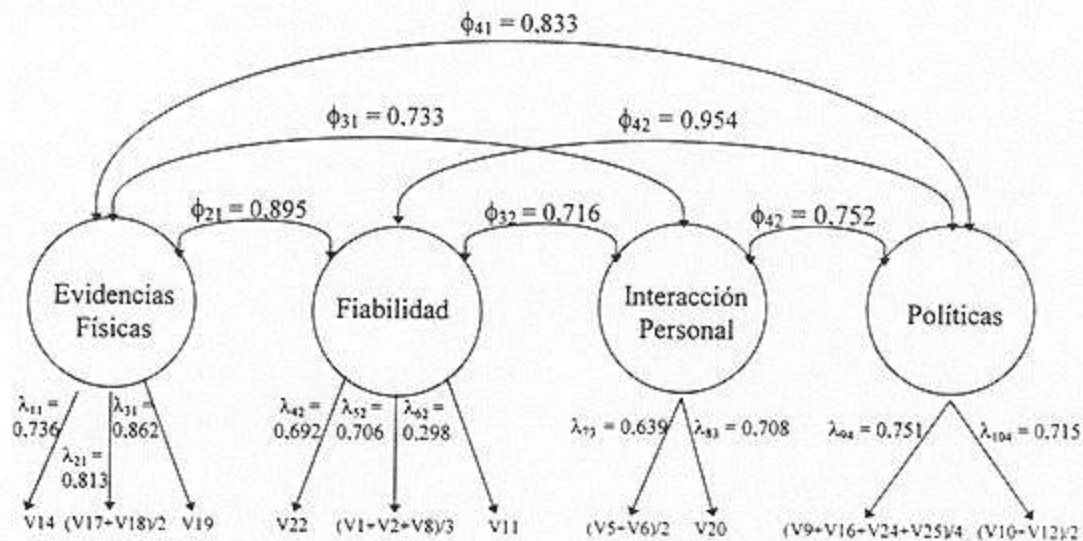 ϕ41 = 0.833
ϕ31 = 0.733
ϕ42 = 0.954
ϕ21 = 0.895
ϕ32 = 0.716
ϕ42 = 0.752
Evidencias
Físicas
Fiabilidad
Interacción
Personal
Políticas
λ11 =
0.736
λ21 =
0.813
λ31 =
0.862
λ42 =
0.692
λ52 =
0.706
λ62 =
0.298
λ73 = 0.639
λ83 = 0.708
λ94 = 0.751
λ104 = 0.715
V14
(V17+V18)/2
V19
V22
(V1+V2+V8)/3
V11
(V5+V6)/2
V20
(V9+V16+V24+V25)/4
(V10+V12)/2